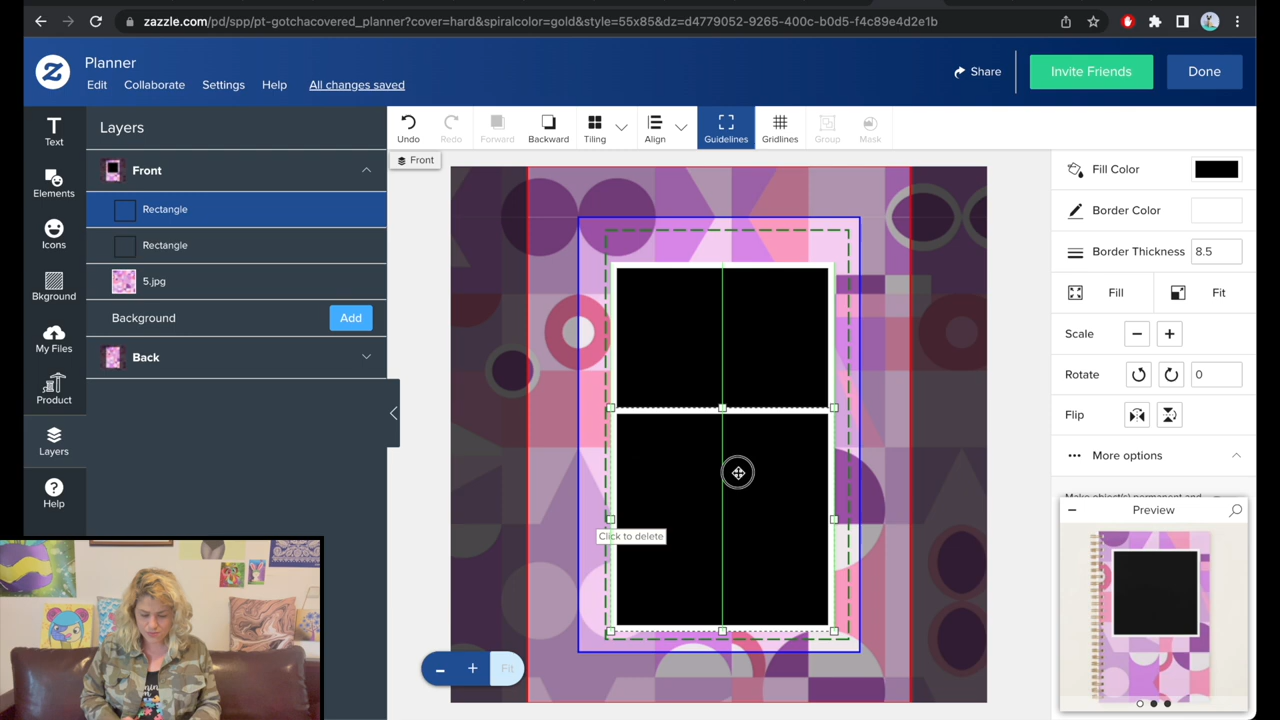 zazzle.com/pd/spp/pt-gotchacovered_planner?cover=hard&spiralcolor=gold&style=55x85&dz=d4779052-9265-400c-b0d5-f4c89e4d2e1b
Z
Planner
Edit Collaborate Settings Help All changes saved
Share
Invite Friends
Done
Text
Elements
Icons
Bkground
My Files
Product
Layers
Help
Layers
Front
Rectangle
Rectangle
5.jpg
Background Add
Back
Undo Redo Forward Backward Tiling Align Guidelines Gridlines Group Mask
Front
Click to delete
Fit
Fill Color
Border Color
Border Thickness 8.5
Fill Fit
Scale
Rotate 0
Flip
More options
Preview